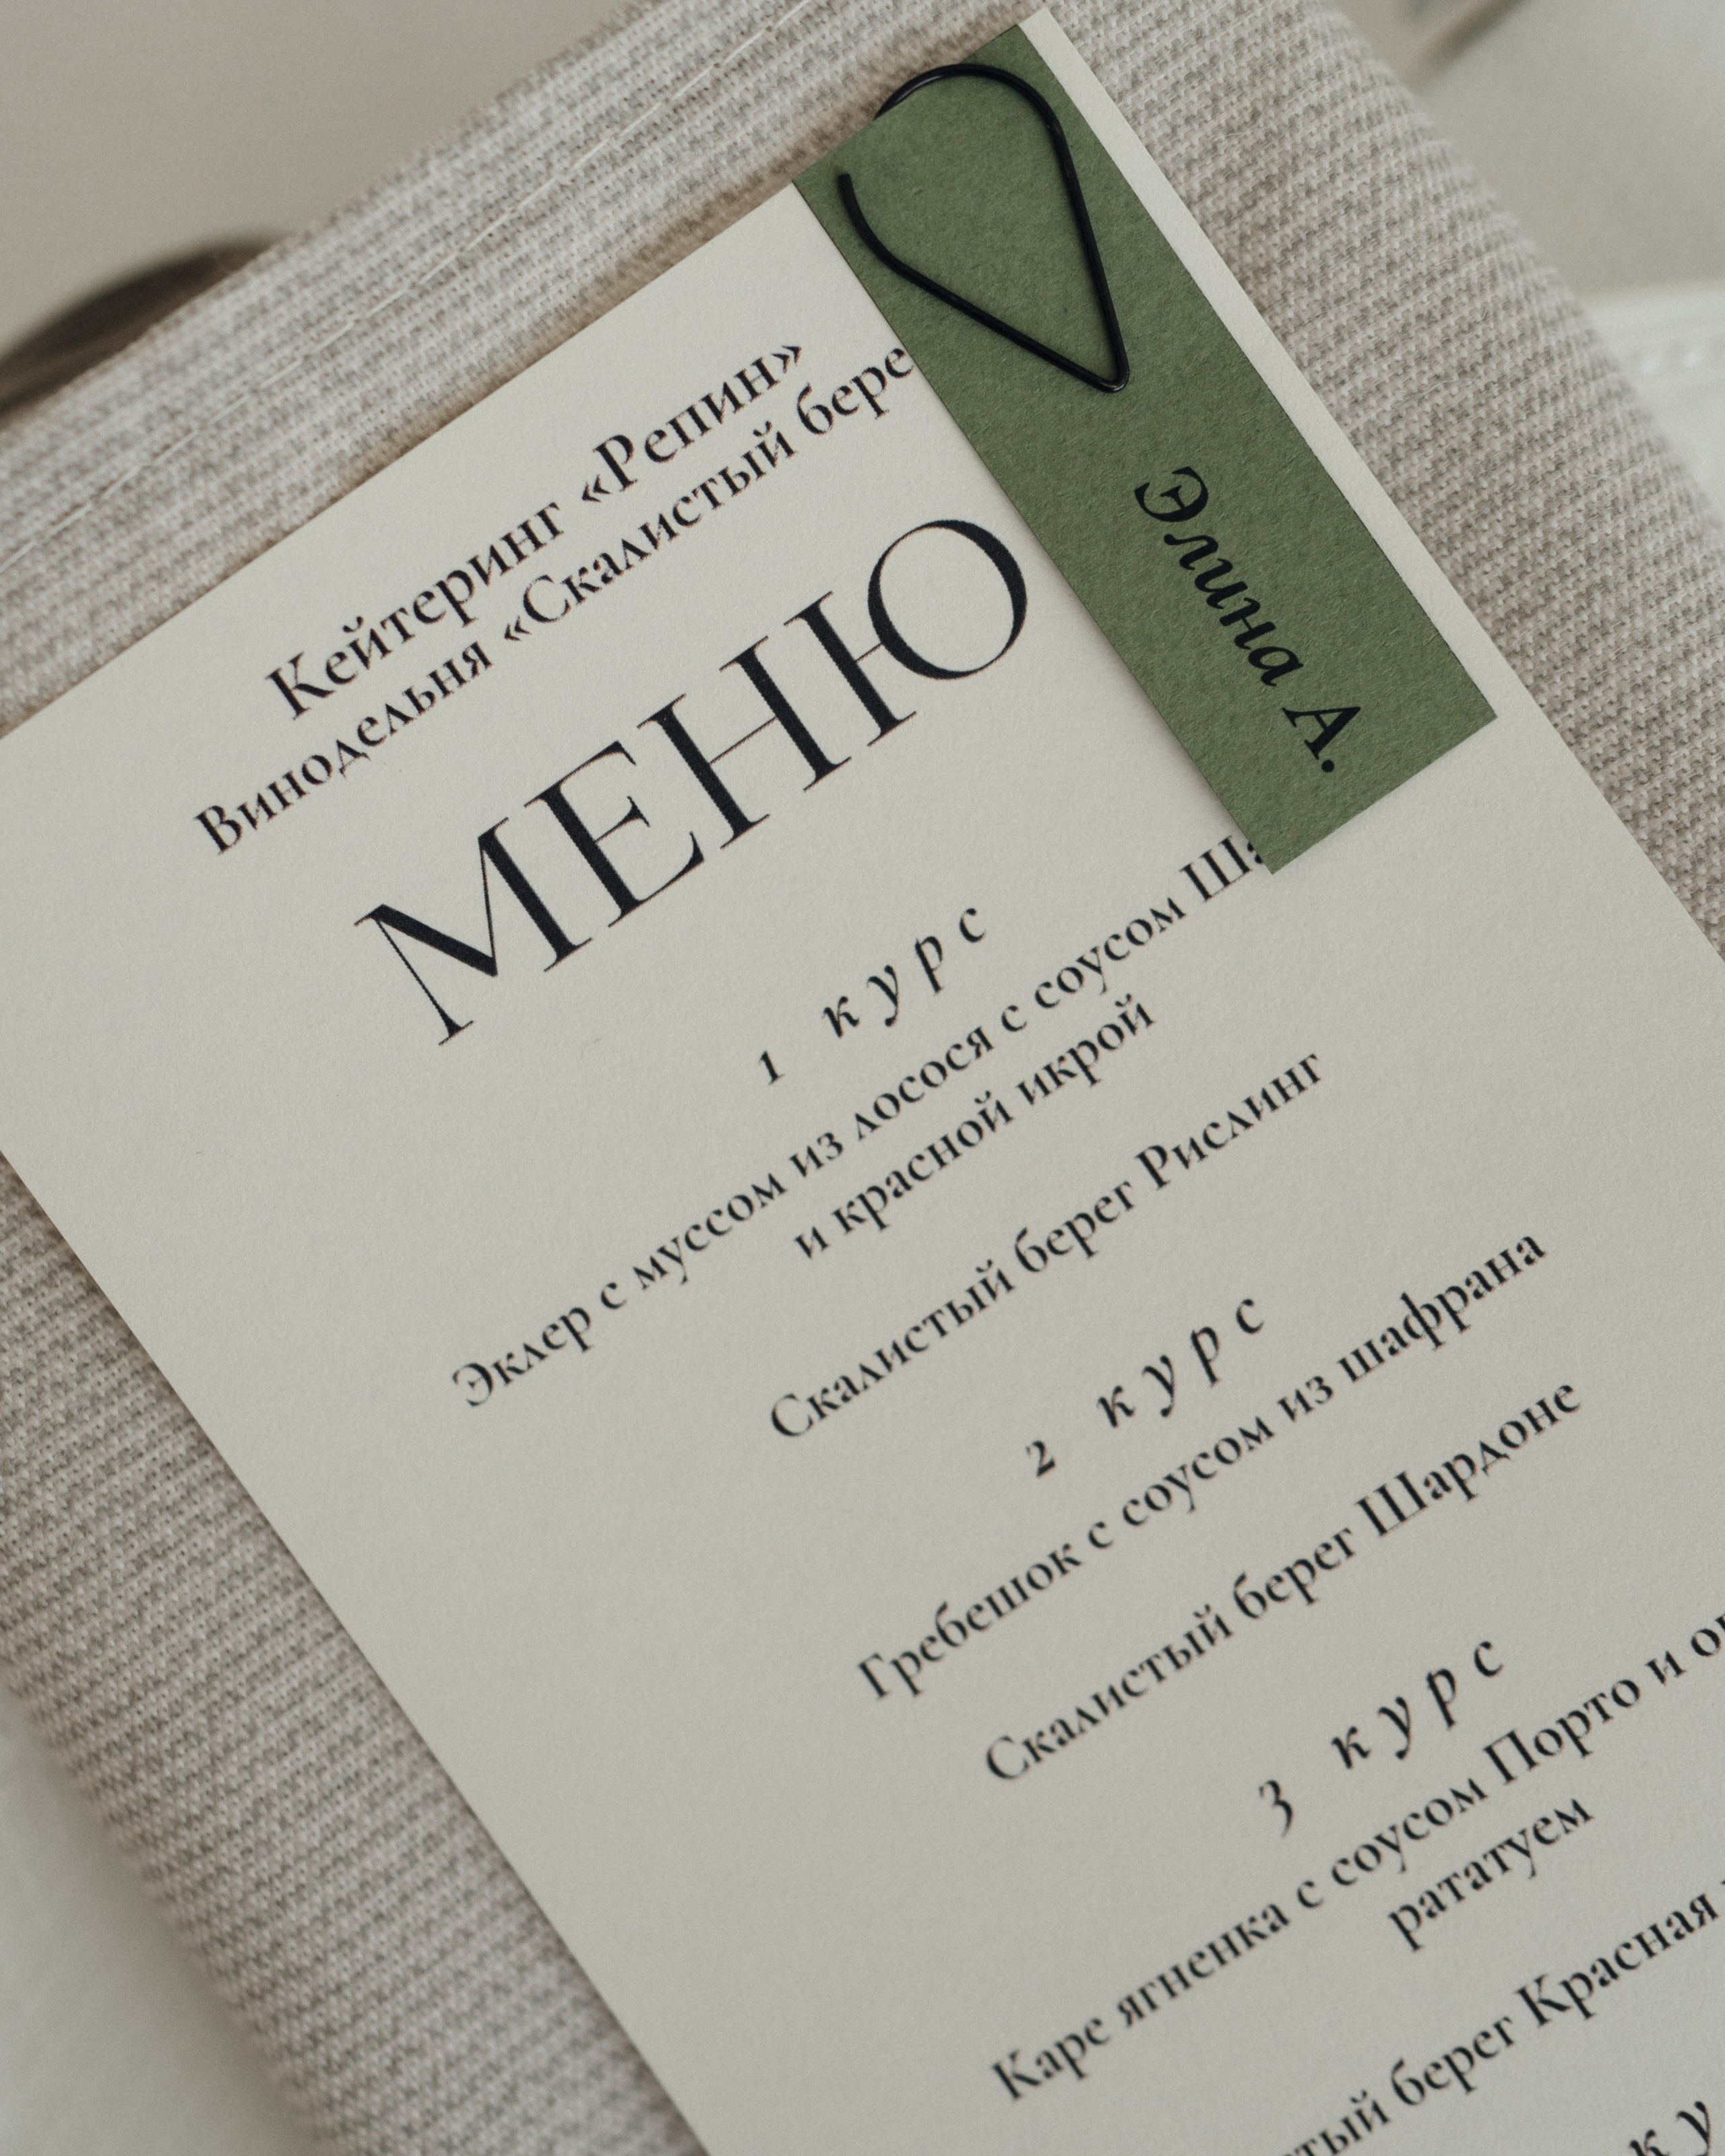 Кейтеринг «Репин»
Винодельня «Скалистый
МЕНЮ
Элина А.
1 курс
Эклер с муссом из лосося с соусом
и красной икрой
Скалистый берег Рислинг
2 курс
Гребешок с соусом из шафрана
Скалистый берег Шардоне
3 курс
Каре ягненка с соусом Порто и
рататуем
берег Красная